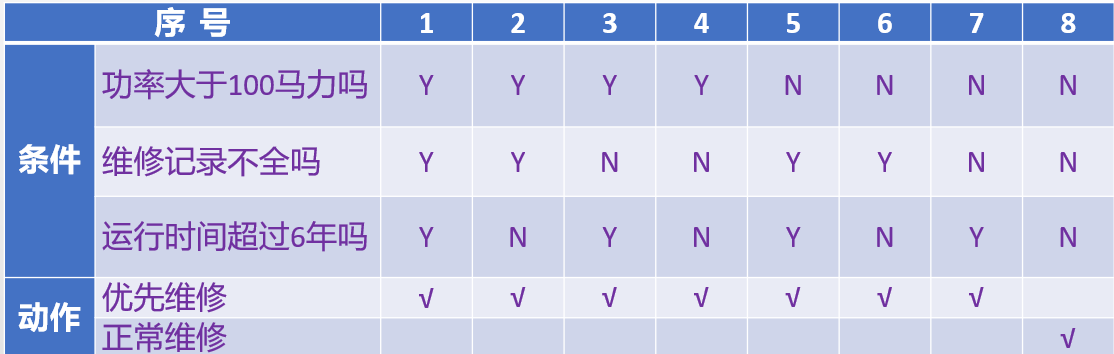 序 号 1 2 3 4 5 6 7 8
条件
功率大于100马力吗 Y Y Y Y N N N N
维修记录不全吗 Y Y N N Y Y N N
运行时间超过6年吗 Y N Y N Y N Y N
动作
优先维修 √ √ √ √ √ √ √
正常维修 √